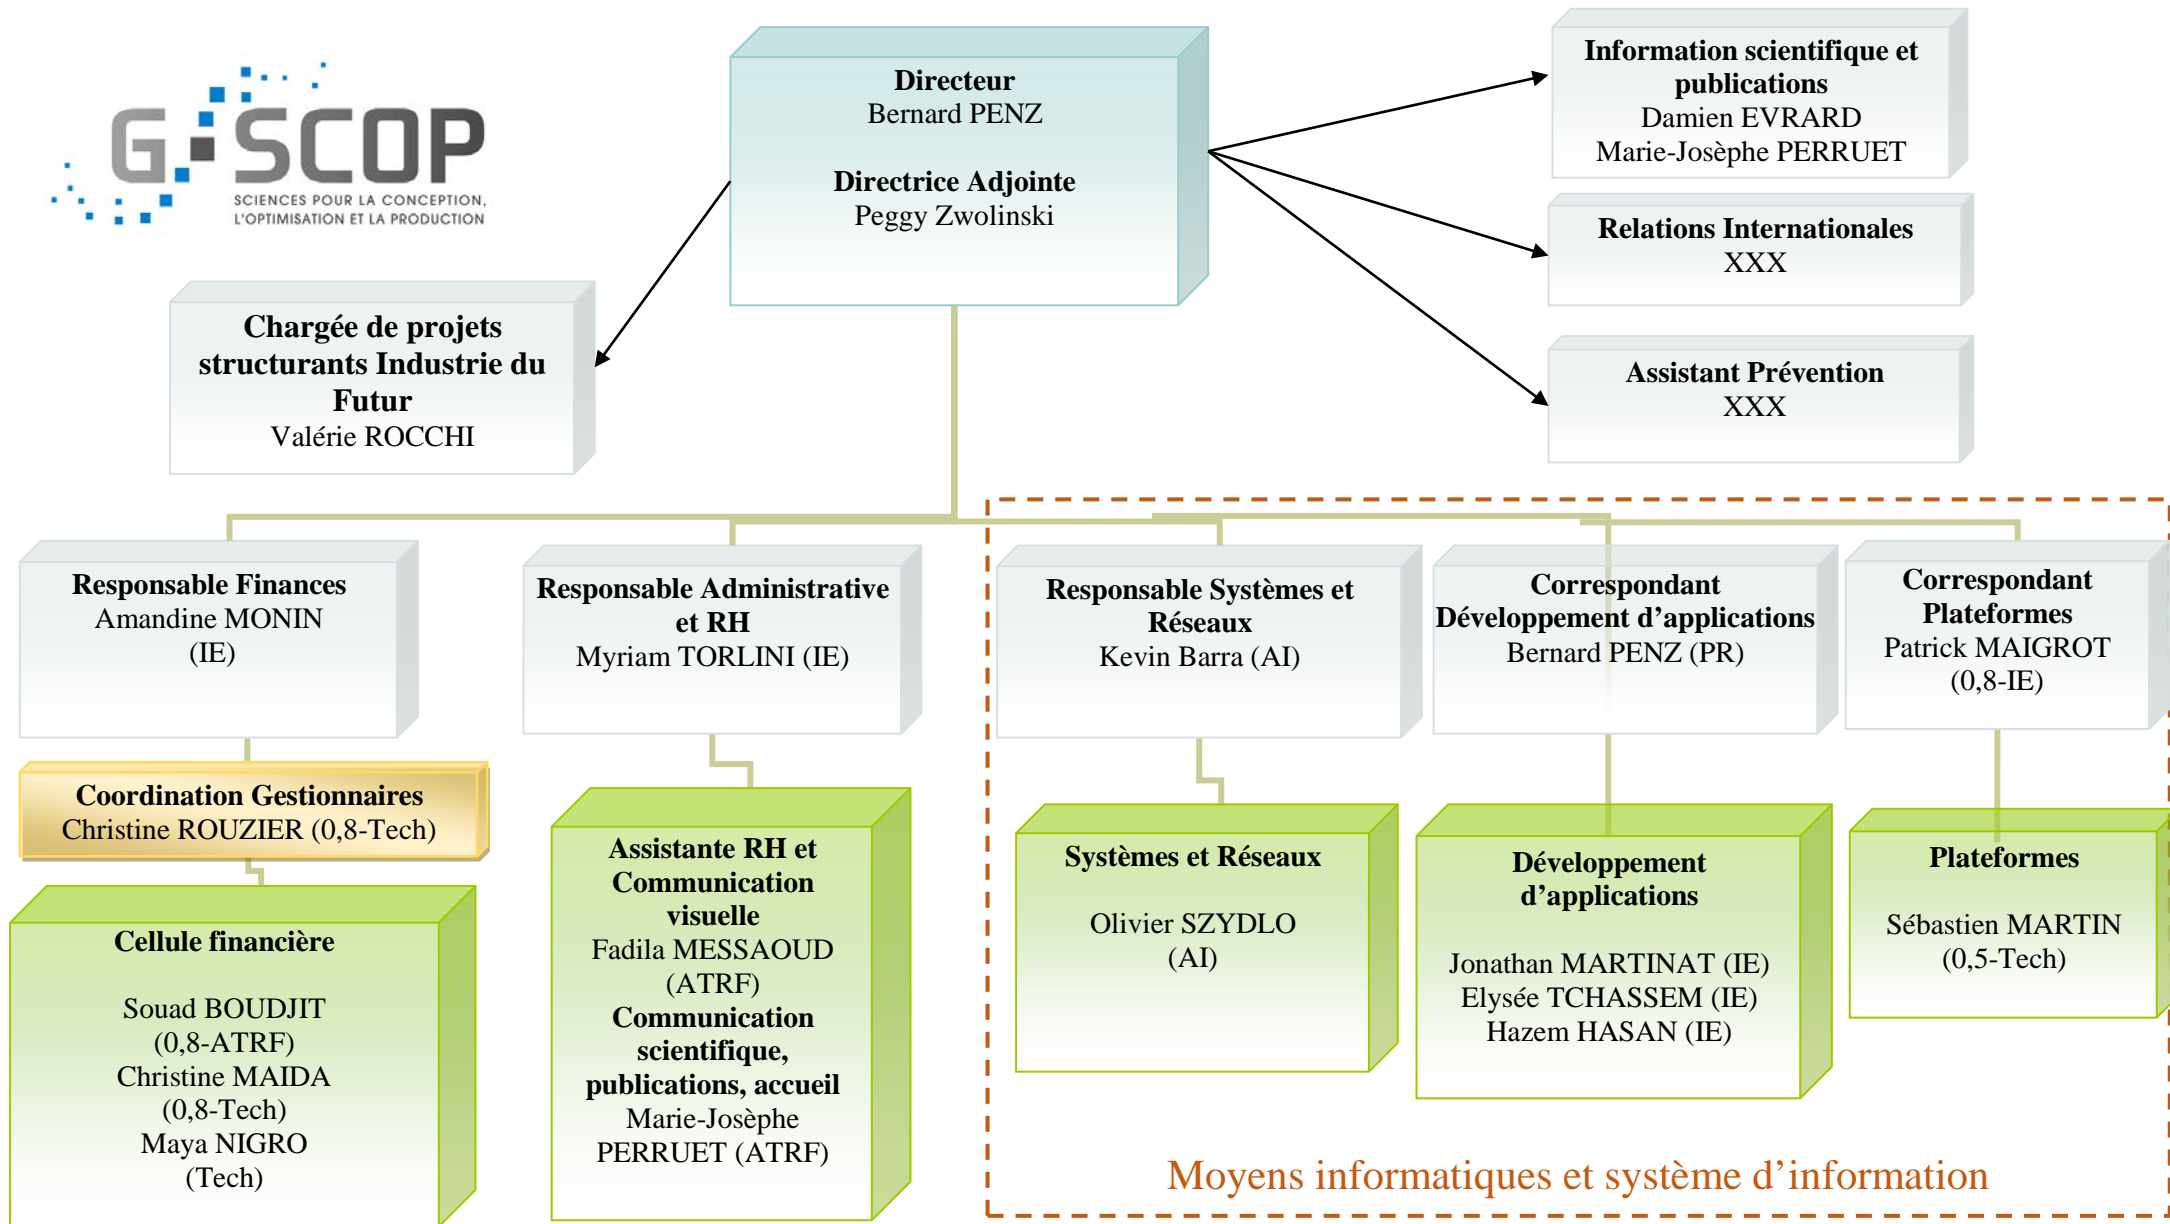 G SCOP
SCIENCES POUR LA CONCEPTION,
L'OPTIMISATION ET LA PRODUCTION
Directeur
Bernard PENZ
Directrice Adjointe
Peggy Zwolinski
Information scientifique et
publications
Damien EVRARD
Marie-Josèphe PERRUET
Relations Internationales
XXX
Assistant Prévention
XXX
Chargée de projets
structurants Industrie du
Futur
Valérie ROCCHI
Responsable Finances
Amandine MONIN
(IE)
Responsable Administrative
et RH
Myriam TORLINI (IE)
Responsable Systèmes et
Réseaux
Kevin Barra (AI)
Correspondant
Développement d’applications
Bernard PENZ (PR)
Correspondant
Plateformes
Patrick MAIGROT
(0,8-IE)
Coordination Gestionnaires
Christine ROUZIER (0,8-Tech)
Cellule financière
Souad BOUDJIT
(0,8-ATRF)
Christine MAIDA
(0,8-Tech)
Maya NIGRO
(Tech)
Assistante RH et
Communication
visuelle
Fadila MESSAOUD
(ATRF)
Communication
scientifique,
publications, accueil
Marie-Josèphe
PERRUET (ATRF)
Systèmes et Réseaux
Olivier SZYDLO
(AI)
Développement
d’applications
Jonathan MARTINAT (IE)
Elysée TCHASSEM (IE)
Hazem HASAN (IE)
Plateformes
Sébastien MARTIN
(0,5-Tech)
Moyens informatiques et système d’information